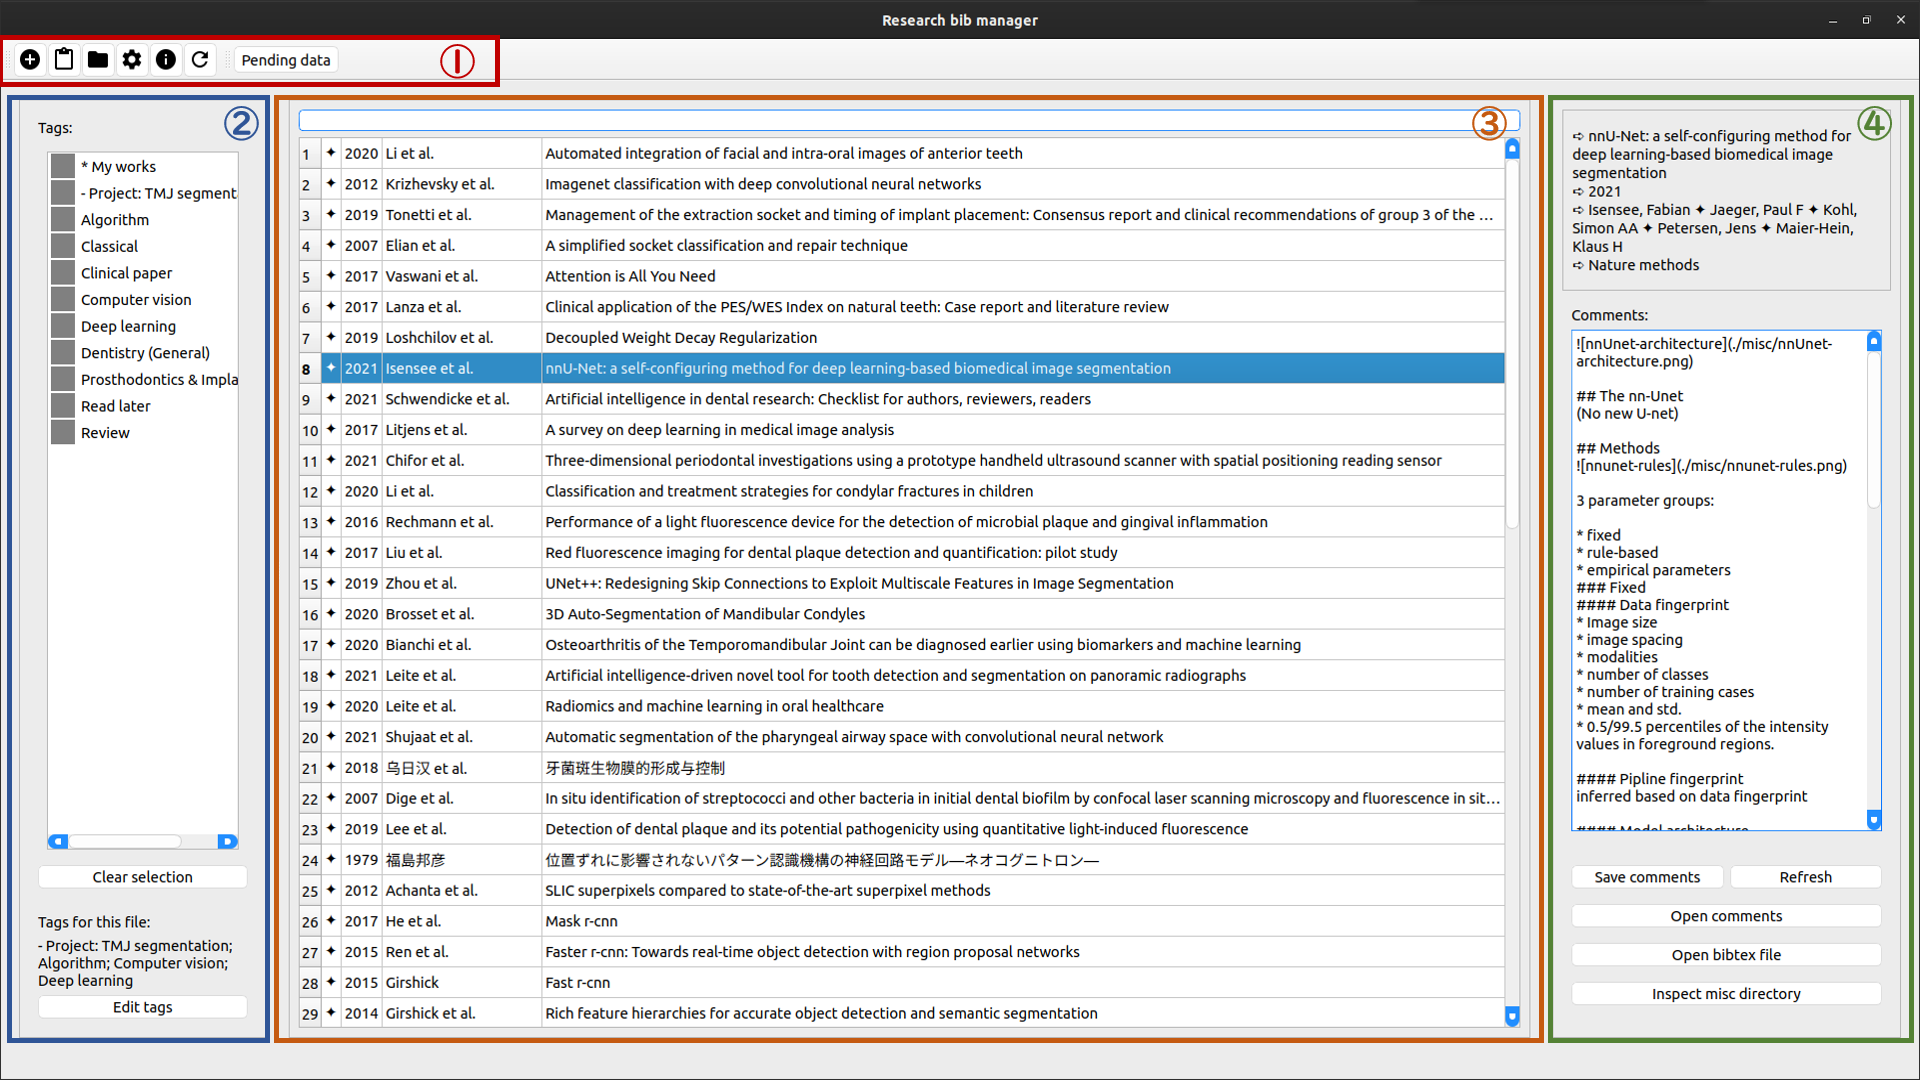 Research bib manager
Pending data
①
②
Tags:
* My works
- Project: TMJ segment
Algorithm
Classical
Clinical paper
Computer vision
Deep learning
Dentistry (General)
Prosthodontics & Impla
Read later
Review
Clear selection
Tags for this file:
- Project: TMJ segmentation;
Algorithm; Computer vision;
Deep learning
Edit tags
③
1 ✦ 2020 Li et al. Automated integration of facial and intra-oral images of anterior teeth
2 ✦ 2012 Krizhevsky et al. Imagenet classification with deep convolutional neural networks
3 ✦ 2019 Tonetti et al. Management of the extraction socket and timing of implant placement: Consensus report and clinical recommendations of group 3 of the ...
4 ✦ 2007 Elian et al. A simplified socket classification and repair technique
5 ✦ 2017 Vaswani et al. Attention is All You Need
6 ✦ 2017 Lanza et al. Clinical application of the PES/WES Index on natural teeth: Case report and literature review
7 ✦ 2019 Loshchilov et al. Decoupled Weight Decay Regularization
8 ✦ 2021 Isensee et al. nnU-Net: a self-configuring method for deep learning-based biomedical image segmentation
9 ✦ 2021 Schwendicke et al. Artificial intelligence in dental research: Checklist for authors, reviewers, readers
10 ✦ 2017 Litjens et al. A survey on deep learning in medical image analysis
11 ✦ 2021 Chifor et al. Three-dimensional periodontal investigations using a prototype handheld ultrasound scanner with spatial positioning reading sensor
12 ✦ 2020 Li et al. Classification and treatment strategies for condylar fractures in children
13 ✦ 2016 Rechmann et al. Performance of a light fluorescence device for the detection of microbial plaque and gingival inflammation
14 ✦ 2017 Liu et al. Red fluorescence imaging for dental plaque detection and quantification: pilot study
15 ✦ 2019 Zhou et al. UNet++: Redesigning Skip Connections to Exploit Multiscale Features in Image Segmentation
16 ✦ 2020 Brosset et al. 3D Auto-Segmentation of Mandibular Condyles
17 ✦ 2020 Bianchi et al. Osteoarthritis of the Temporomandibular Joint can be diagnosed earlier using biomarkers and machine learning
18 ✦ 2021 Leite et al. Artificial intelligence-driven novel tool for tooth detection and segmentation on panoramic radiographs
19 ✦ 2020 Leite et al. Radiomics and machine learning in oral healthcare
20 ✦ 2021 Shujaat et al. Automatic segmentation of the pharyngeal airway space with convolutional neural network
21 ✦ 2018 乌日汉 et al. 牙菌斑生物膜的形成与控制
22 ✦ 2007 Dige et al. In situ identification of streptococci and other bacteria in initial dental biofilm by confocal laser scanning microscopy and fluorescence in sit...
23 ✦ 2019 Lee et al. Detection of dental plaque and its potential pathogenicity using quantitative light-induced fluorescence
24 ✦ 1979 福島邦彦 位置ずれに影響されないパターン認識機構の神経回路モデル―ネオコグニトロン―
25 ✦ 2012 Achanta et al. SLIC superpixels compared to state-of-the-art superpixel methods
26 ✦ 2017 He et al. Mask r-cnn
27 ✦ 2015 Ren et al. Faster r-cnn: Towards real-time object detection with region proposal networks
28 ✦ 2015 Girshick Fast r-cnn
29 ✦ 2014 Girshick et al. Rich feature hierarchies for accurate object detection and semantic segmentation
④
➪ nnU-Net: a self-configuring method for
deep learning-based biomedical image
segmentation
➪ 2021
➪ Isensee, Fabian ✦ Jaeger, Paul F ✦ Kohl,
Simon AA ✦ Petersen, Jens ✦ Maier-Hein,
Klaus H
➪ Nature methods
Comments:
![nnUnet-architecture](./misc/nnUnet-
architecture.png)
## The nn-Unet
(No new U-net)
## Methods
![nnunet-rules](./misc/nnunet-rules.png)
3 parameter groups:
* fixed
* rule-based
* empirical parameters
### Fixed
#### Data fingerprint
* Image size
* image spacing
* modalities
* number of classes
* number of training cases
* mean and std.
* 0.5/99.5 percentiles of the intensity
values in foreground regions.
#### Pipline fingerprint
inferred based on data fingerprint
#### Model architecture
Save comments
Refresh
Open comments
Open bibtex file
Inspect misc directory